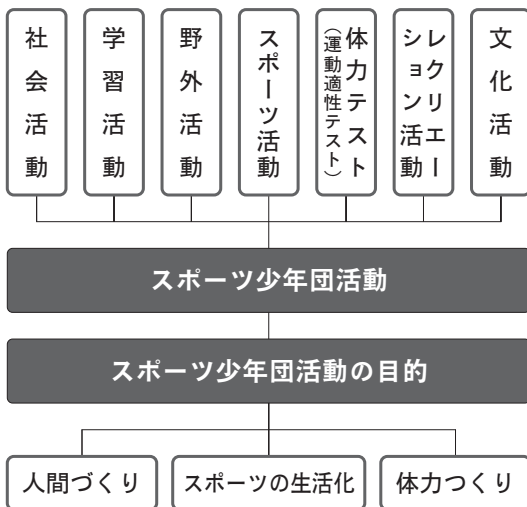 社会活動
学習活動
野外活動
スポーツ活動
体力テスト
（運動適性テスト）
レクリエー
ション活動
文化活動
スポーツ少年団活動
スポーツ少年団活動の目的
人間づくり
スポーツの生活化
体力つくり